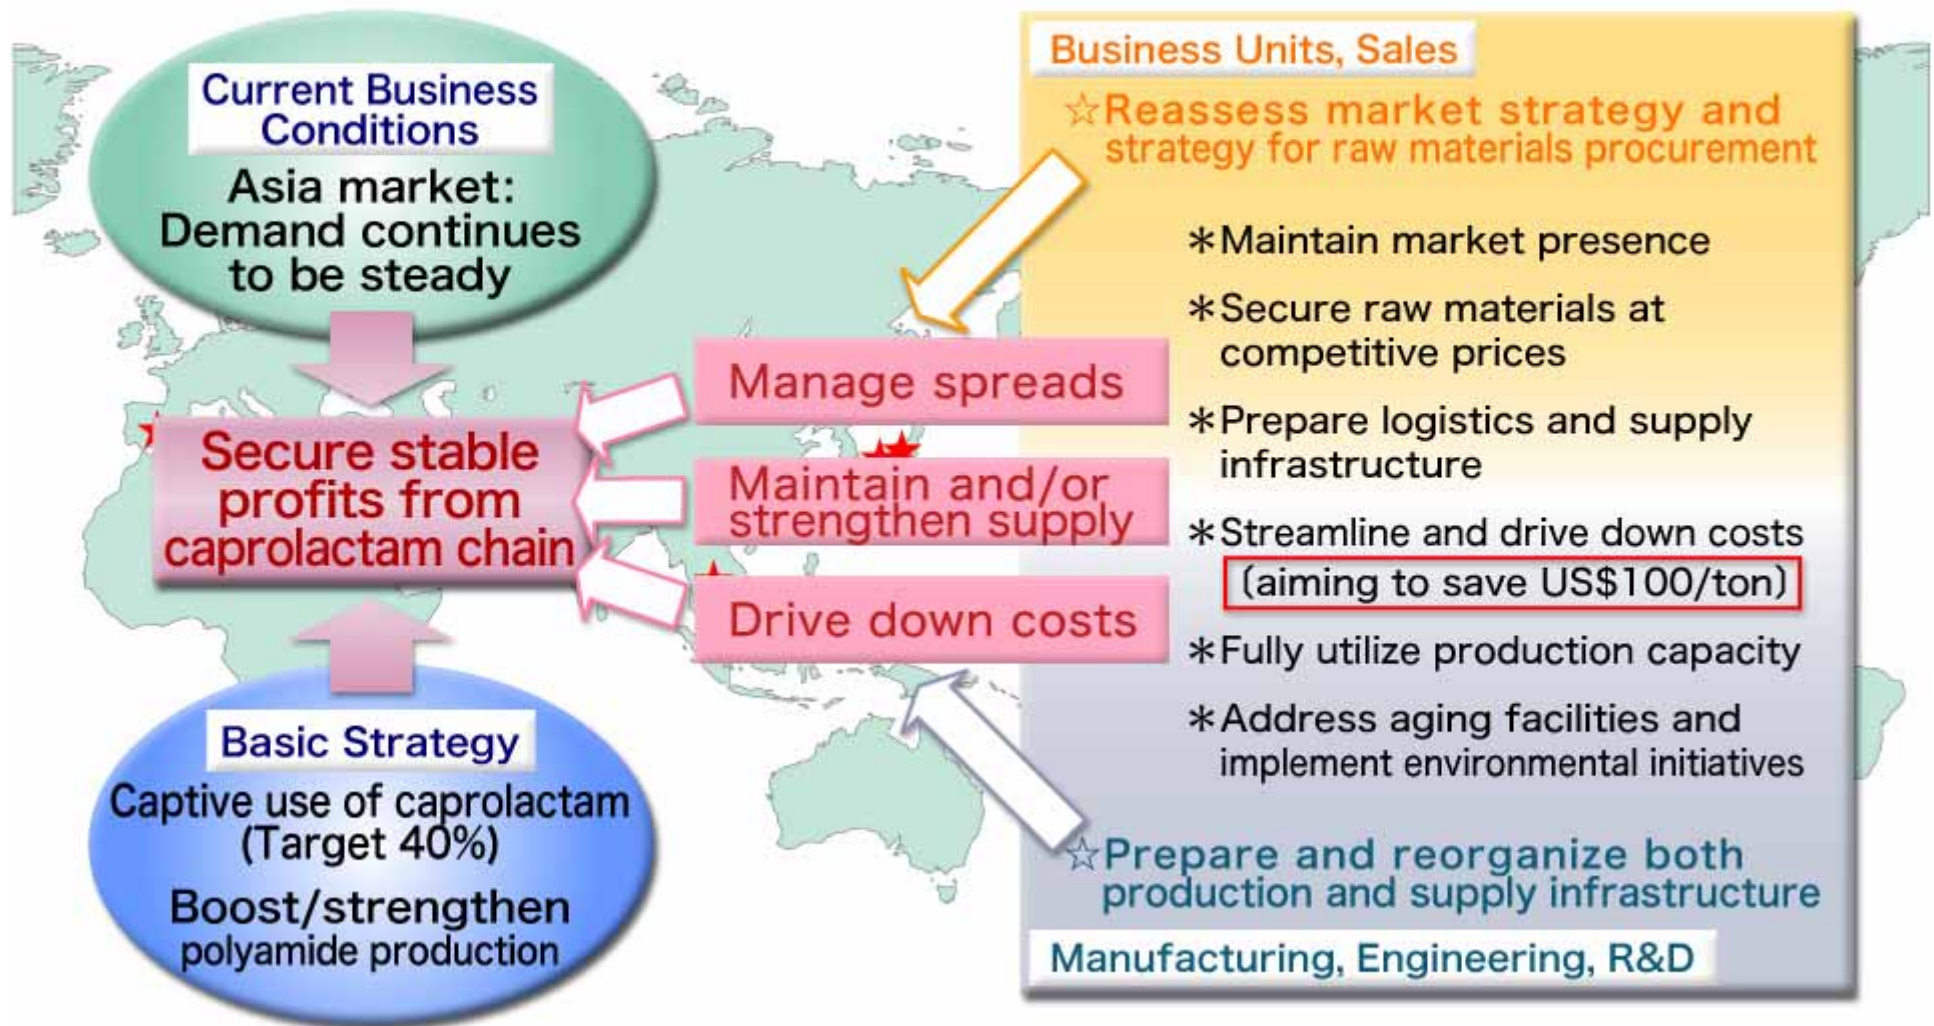 Current Business
Conditions
Asia market:
Demand continues
to be steady
Secure stable
profits from
caprolactam chain
Basic Strategy
Captive use of caprolactam
(Target 40%)
Boost/strengthen
polyamide production
Manage spreads
Maintain and/or
strengthen supply
Drive down costs
Business Units, Sales
☆Reassess market strategy and
strategy for raw materials procurement
*Maintain market presence
*Secure raw materials at
competitive prices
*Prepare logistics and supply
infrastructure
*Streamline and drive down costs
(aiming to save US$100/ton)
*Fully utilize production capacity
*Address aging facilities and
implement environmental initiatives
☆Prepare and reorganize both
production and supply infrastructure
Manufacturing, Engineering, R&D